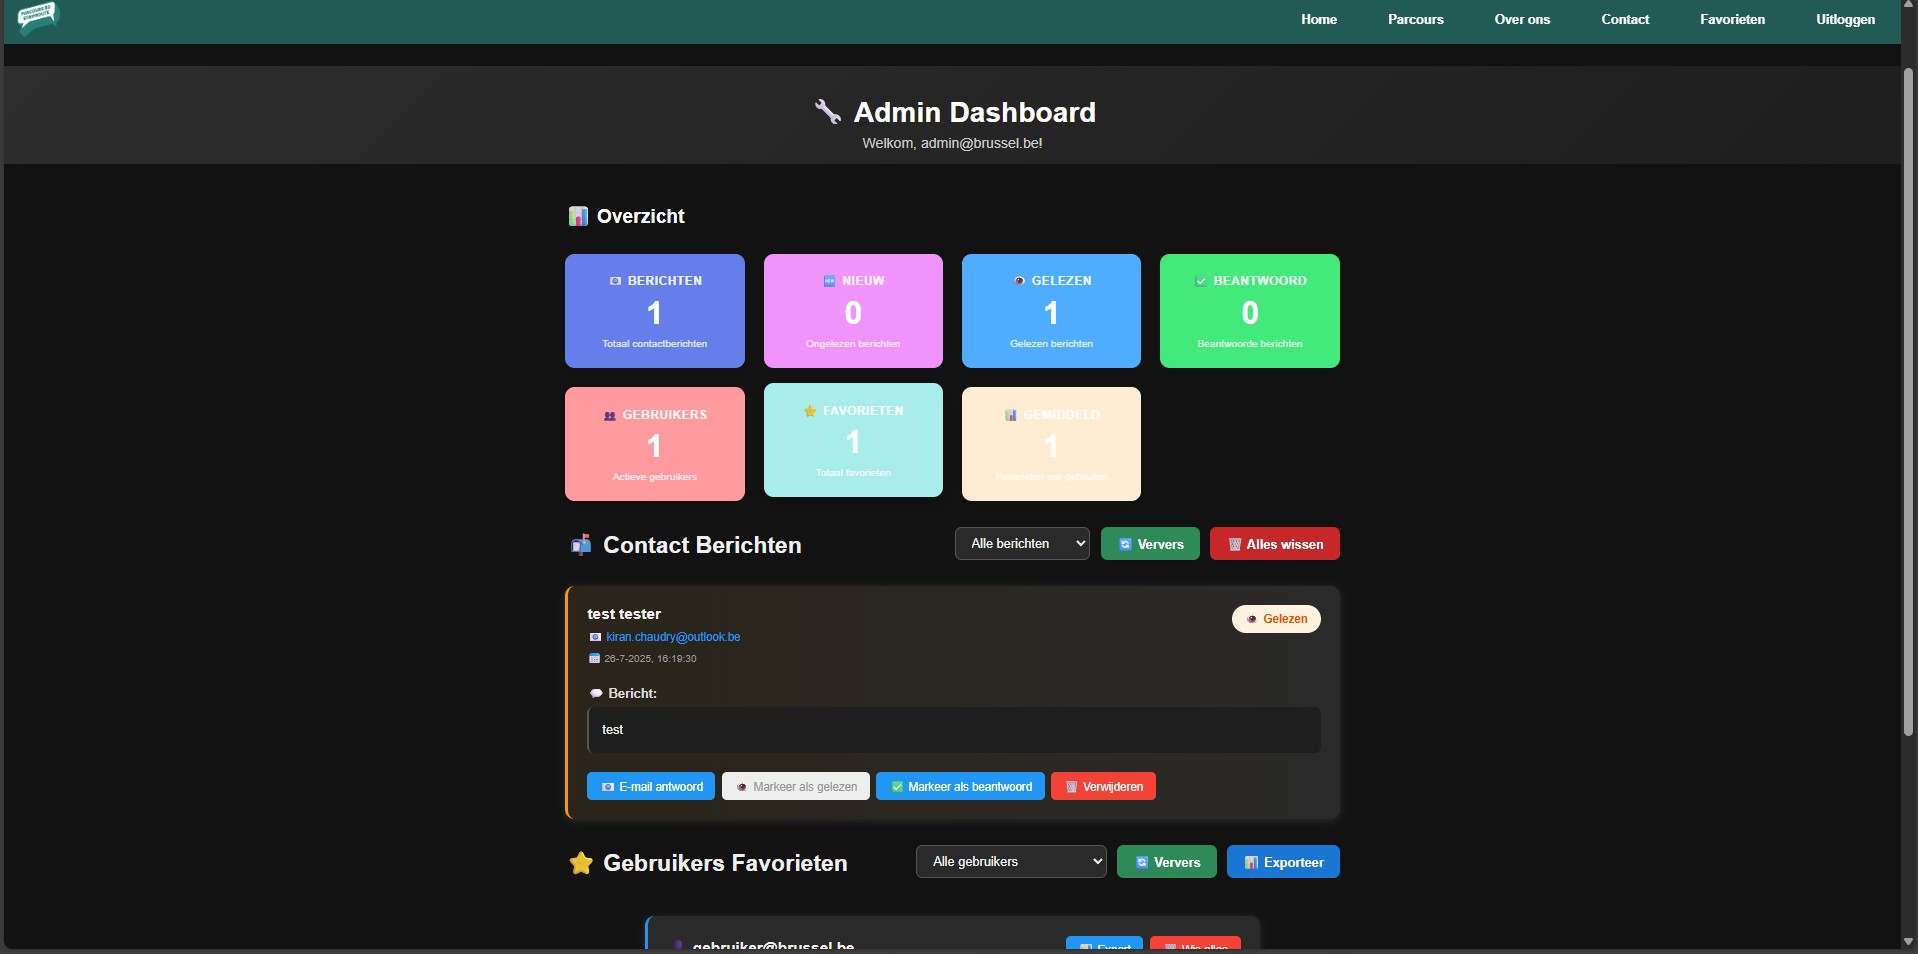 Home Parcours Over ons Contact Favorieten Uitloggen
Admin Dashboard
Welkom, admin@brussel.be!
Overzicht
BERICHTEN
1
Totaal contactberichten
NIEUW
0
Ongelezen berichten
GELEZEN
1
Gelezen berichten
BEANTWOORD
0
Beantwoorde berichten
GEBRUIKERS
1
Actieve gebruikers
FAVORIETEN
1
Totaal favorieten
GEMIDDELD
1
Favorieten per gebruiker
Contact Berichten
Alle berichten
Ververs
Alles wissen
test tester
Gelezen
kiran.chaudry@outlook.be
26-7-2025, 16:19:30
Bericht:
test
E-mail antwoord
Markeer als gelezen
Markeer als beantwoord
Verwijderen
Gebruikers Favorieten
Alle gebruikers
Ververs
Exporteer
gebruiker@brussel.be
Export
Wis alles